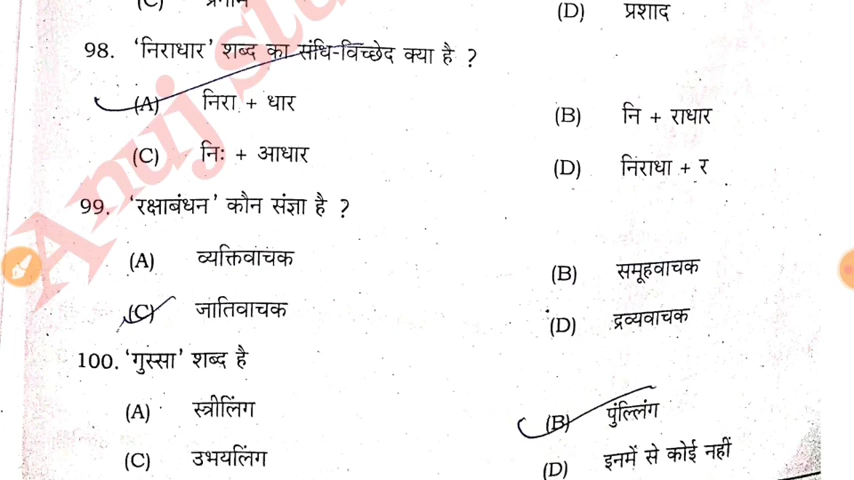 (C) प्रनाम
(D) प्रशाद
98. 'निराधार' शब्द का संधि-विच्छेद क्या है ?
(A) निरा + धार
(B) नि + राधार
(C) निः + आधार
(D) निराधा + र
99. 'रक्षाबंधन' कौन संज्ञा है ?
(A) व्यक्तिवाचक
(B) समूहवाचक
(C) जातिवाचक
(D) द्रव्यवाचक
100. 'गुस्सा' शब्द है
(A) स्त्रीलिंग
(B) पुंल्लिंग
(C) उभयलिंग
(D) इनमें से कोई नहीं